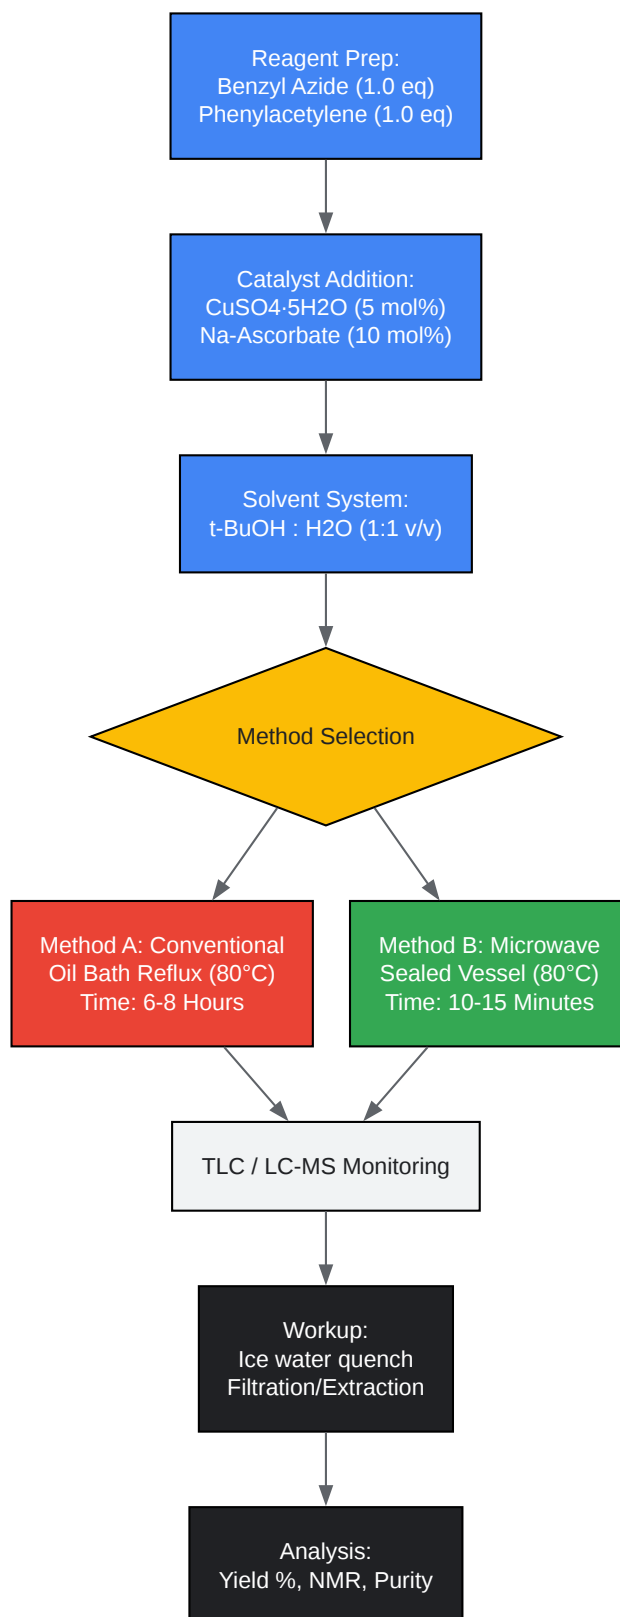 Reagent Prep:
Benzyl Azide (1.0 eq)
Phenylacetylene (1.0 eq)
Catalyst Addition:
CuSO4·5H2O (5 mol%)
Na-Ascorbate (10 mol%)
Solvent System:
t-BuOH : H2O (1:1 v/v)
Method Selection
Method A: Conventional
Oil Bath Reflux (80°C)
Time: 6-8 Hours
Method B: Microwave
Sealed Vessel (80°C)
Time: 10-15 Minutes
TLC / LC-MS Monitoring
Workup:
Ice water quench
Filtration/Extraction
Analysis:
Yield %, NMR, Purity